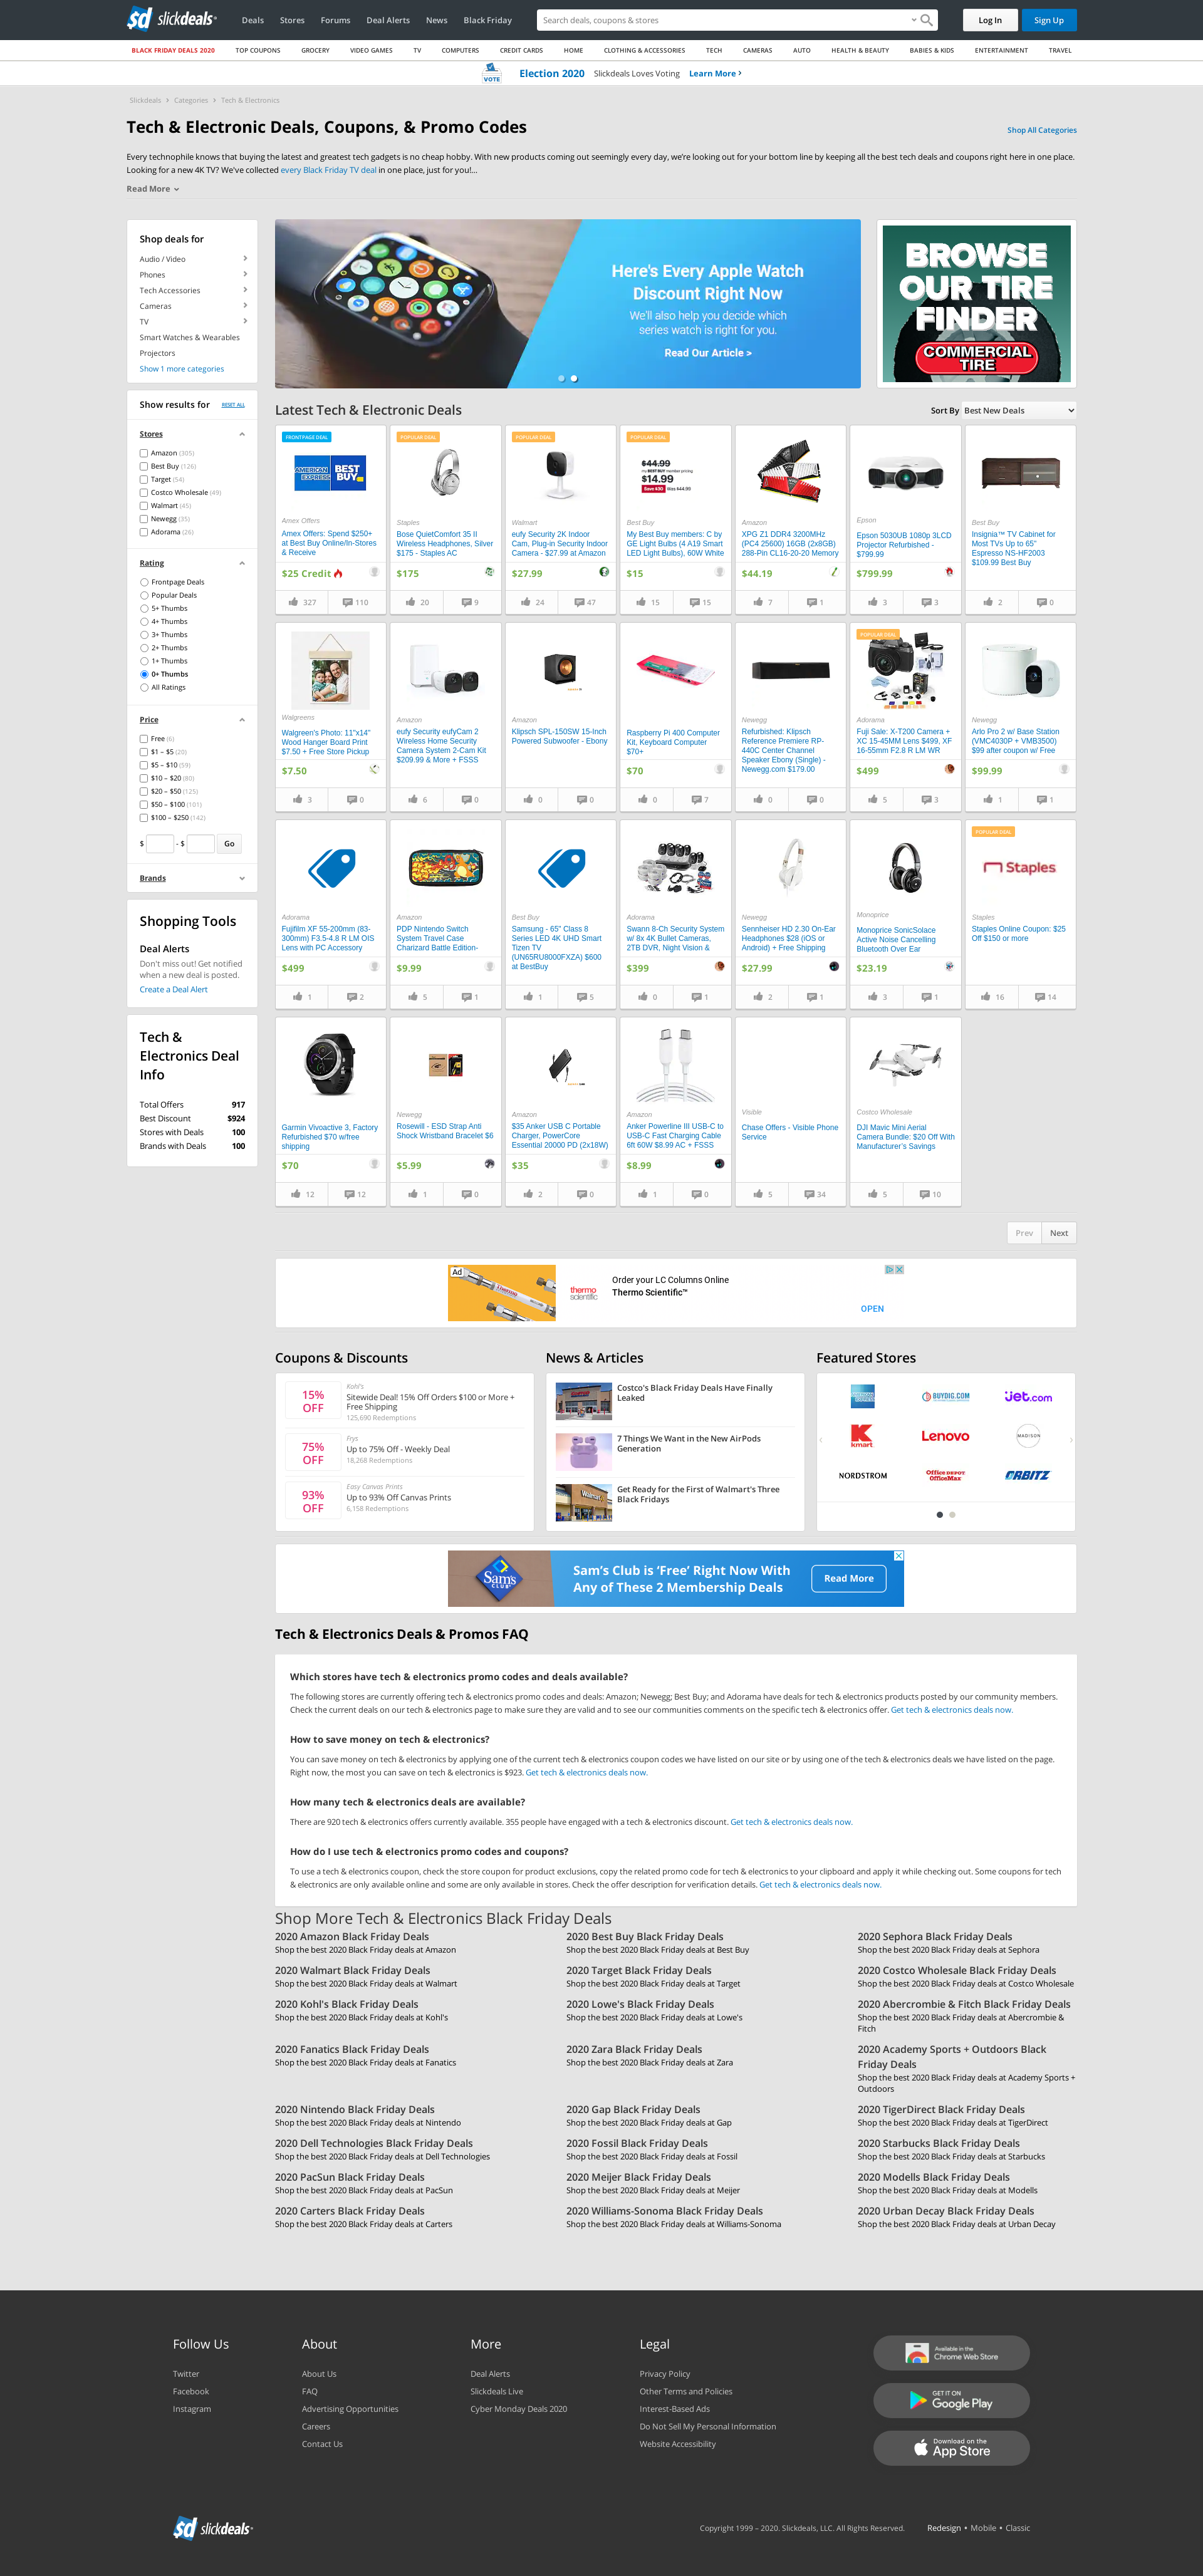 slickdeals
Deals
Stores
Forums
Deal Alerts
News
Black Friday
Search deals, coupons & stores
Log In
Sign Up
BLACK FRIDAY DEALS 2020
TOP COUPONS
GROCERY
VIDEO GAMES
TV
COMPUTERS
CREDIT CARDS
HOME
CLOTHING & ACCESSORIES
TECH
CAMERAS
AUTO
HEALTH & BEAUTY
BABIES & KIDS
ENTERTAINMENT
TRAVEL
VOTE
Election 2020 Slickdeals Loves Voting Learn More
Slickdeals > Categories > Tech & Electronics
Tech & Electronic Deals, Coupons, & Promo Codes
Shop All Categories
Every technophile knows that buying the latest and greatest tech gadgets is no cheap hobby. With new products coming out seemingly every day, we're looking out for your bottom line by keeping all the best tech deals and coupons right here in one place.
Looking for a new 4K TV? We've collected every Black Friday TV deal in one place, just for you!...
Read More
Shop deals for
Audio / Video
Phones
Tech Accessories
Cameras
TV
Smart Watches & Wearables
Projectors
Show 1 more categories
Here's Every Apple Watch
Discount Right Now
We'll also help you decide which
series watch is right for you.
Read Our Article >
BROWSE
OUR TIRE
FINDER
COMMERCIAL
TIRE
Show results for
RESET ALL
Stores
Amazon (305)
Best Buy (126)
Target (54)
Costco Wholesale (49)
Walmart (45)
Newegg (35)
Adorama (26)
Rating
Frontpage Deals
Popular Deals
5+ Thumbs
4+ Thumbs
3+ Thumbs
2+ Thumbs
1+ Thumbs
0+ Thumbs
All Ratings
Price
Free (6)
$1 – $5 (20)
$5 – $10 (59)
$10 – $20 (80)
$20 – $50 (125)
$50 – $100 (101)
$100 – $250 (142)
$ - $ Go
Brands
Shopping Tools
Deal Alerts
Don't miss out! Get notified
when a new deal is posted.
Create a Deal Alert
Tech &
Electronics Deal
Info
Total Offers 917
Best Discount $924
Stores with Deals 100
Brands with Deals 100
Latest Tech & Electronic Deals
Sort By Best New Deals
FRONTPAGE DEAL
AMERICAN EXPRESS
BEST BUY
Amex Offers
Amex Offers: Spend $250+
at Best Buy Online/In-Stores
& Receive
$25 Credit
327 110
POPULAR DEAL
Staples
Bose QuietComfort 35 II
Wireless Headphones, Silver
$175 - Staples AC
$175
20 9
POPULAR DEAL
Walmart
eufy Security 2K Indoor
Cam, Plug-in Security Indoor
Camera - $27.99 at Amazon
$27.99
24 47
POPULAR DEAL
$44.99
my BEST BUY member pricing
$14.99
Save $30 Was $44.99
Best Buy
My Best Buy members: C by
GE Light Bulbs (4 A19 Smart
LED Light Bulbs), 60W White
$15
15 15
Amazon
XPG Z1 DDR4 3200MHz
(PC4 25600) 16GB (2x8GB)
288-Pin CL16-20-20 Memory
$44.19
7 1
Epson
Epson 5030UB 1080p 3LCD
Projector Refurbished -
$799.99
$799.99
3 3
Best Buy
Insignia™ TV Cabinet for
Most TVs Up to 65"
Espresso NS-HF2003
$109.99 Best Buy
2 0
Walgreens
Walgreen's Photo: 11"x14"
Wood Hanger Board Print
$7.50 + Free Store Pickup
$7.50
3 0
Amazon
eufy Security eufyCam 2
Wireless Home Security
Camera System 2-Cam Kit
$209.99 & More + FSSS
6 0
Amazon
Klipsch SPL-150SW 15-Inch
Powered Subwoofer - Ebony
0 0
Raspberry Pi 400 Computer
Kit, Keyboard Computer
$70+
$70
0 7
Newegg
Refurbished: Klipsch
Reference Premiere RP-
440C Center Channel
Speaker Ebony (Single) -
Newegg.com $179.00
0 0
POPULAR DEAL
Adorama
Fuji Sale: X-T200 Camera +
XC 15-45MM Lens $499, XF
16-55mm F2.8 R LM WR
$499
5 3
Newegg
Arlo Pro 2 w/ Base Station
(VMC4030P + VMB3500)
$99 after coupon w/ Free
$99.99
1 1
Adorama
Fujifilm XF 55-200mm (83-
300mm) F3.5-4.8 R LM OIS
Lens with PC Accessory
$499
1 2
Amazon
PDP Nintendo Switch
System Travel Case
Charizard Battle Edition-
$9.99
5 1
Best Buy
Samsung - 65" Class 8
Series LED 4K UHD Smart
Tizen TV
(UN65RU8000FXZA) $600
at BestBuy
1 5
Adorama
Swann 8-Ch Security System
w/ 8x 4K Bullet Cameras,
2TB DVR, Night Vision &
$399
0 1
Newegg
Sennheiser HD 2.30 On-Ear
Headphones $28 (iOS or
Android) + Free Shipping
$27.99
2 1
Monoprice
Monoprice SonicSolace
Active Noise Cancelling
Bluetooth Over Ear
$23.19
3 1
POPULAR DEAL
Staples
Staples
Staples Online Coupon: $25
Off $150 or more
16 14
Garmin Vivoactive 3, Factory
Refurbished $70 w/free
shipping
$70
12 12
Newegg
Rosewill - ESD Strap Anti
Shock Wristband Bracelet $6
$5.99
1 0
Amazon
$35 Anker USB C Portable
Charger, PowerCore
Essential 20000 PD (2x18W)
$35
2 0
Amazon
Anker Powerline III USB-C to
USB-C Fast Charging Cable
6ft 60W $8.99 AC + FSSS
$8.99
1 0
Visible
Chase Offers - Visible Phone
Service
5 34
Costco Wholesale
DJI Mavic Mini Aerial
Camera Bundle: $20 Off With
Manufacturer's Savings
5 10
Prev Next
Ad
thermo scientific
Order your LC Columns Online
Thermo Scientific™
OPEN
Coupons & Discounts
15%
OFF
Kohl's
Sitewide Deal! 15% Off Orders $100 or More +
Free Shipping
125,690 Redemptions
75%
OFF
Frys
Up to 75% Off - Weekly Deal
18,268 Redemptions
93%
OFF
Easy Canvas Prints
Up to 93% Off Canvas Prints
6,158 Redemptions
News & Articles
Costco's Black Friday Deals Have Finally
Leaked
7 Things We Want in the New AirPods
Generation
Get Ready for the First of Walmart's Three
Black Fridays
Featured Stores
AMERICAN EXPRESS
BUYDIG.COM
Jet.com
kmart
Lenovo
MADISON
NORDSTROM
Office DEPOT
OfficeMax
ORBITZ
Sam's CLUB
Sam's Club is 'Free' Right Now With
Any of These 2 Membership Deals
Read More
Tech & Electronics Deals & Promos FAQ
Which stores have tech & electronics promo codes and deals available?
The following stores are currently offering tech & electronics promo codes and deals: Amazon; Newegg; Best Buy; and Adorama have deals for tech & electronics products posted by our community members.
Check the current deals on our tech & electronics page to make sure they are valid and to see our communities comments on the specific tech & electronics offer. Get tech & electronics deals now.
How to save money on tech & electronics?
You can save money on tech & electronics by applying one of the current tech & electronics coupon codes we have listed on our site or by using one of the tech & electronics deals we have listed on the page.
Right now, the most you can save on tech & electronics is $923. Get tech & electronics deals now.
How many tech & electronics deals are available?
There are 920 tech & electronics offers currently available. 355 people have engaged with a tech & electronics discount. Get tech & electronics deals now.
How do I use tech & electronics promo codes and coupons?
To use a tech & electronics coupon, check the store coupon for product exclusions, copy the related promo code for tech & electronics to your clipboard and apply it while checking out. Some coupons for tech
& electronics are only available online and some are only available in stores. Check the offer description for verification details. Get tech & electronics deals now.
Shop More Tech & Electronics Black Friday Deals
2020 Amazon Black Friday Deals
Shop the best 2020 Black Friday deals at Amazon
2020 Best Buy Black Friday Deals
Shop the best 2020 Black Friday deals at Best Buy
2020 Sephora Black Friday Deals
Shop the best 2020 Black Friday deals at Sephora
2020 Walmart Black Friday Deals
Shop the best 2020 Black Friday deals at Walmart
2020 Target Black Friday Deals
Shop the best 2020 Black Friday deals at Target
2020 Costco Wholesale Black Friday Deals
Shop the best 2020 Black Friday deals at Costco Wholesale
2020 Kohl's Black Friday Deals
Shop the best 2020 Black Friday deals at Kohl's
2020 Lowe's Black Friday Deals
Shop the best 2020 Black Friday deals at Lowe's
2020 Abercrombie & Fitch Black Friday Deals
Shop the best 2020 Black Friday deals at Abercrombie &
Fitch
2020 Fanatics Black Friday Deals
Shop the best 2020 Black Friday deals at Fanatics
2020 Zara Black Friday Deals
Shop the best 2020 Black Friday deals at Zara
2020 Academy Sports + Outdoors Black
Friday Deals
Shop the best 2020 Black Friday deals at Academy Sports +
Outdoors
2020 Nintendo Black Friday Deals
Shop the best 2020 Black Friday deals at Nintendo
2020 Gap Black Friday Deals
Shop the best 2020 Black Friday deals at Gap
2020 TigerDirect Black Friday Deals
Shop the best 2020 Black Friday deals at TigerDirect
2020 Dell Technologies Black Friday Deals
Shop the best 2020 Black Friday deals at Dell Technologies
2020 Fossil Black Friday Deals
Shop the best 2020 Black Friday deals at Fossil
2020 Starbucks Black Friday Deals
Shop the best 2020 Black Friday deals at Starbucks
2020 PacSun Black Friday Deals
Shop the best 2020 Black Friday deals at PacSun
2020 Meijer Black Friday Deals
Shop the best 2020 Black Friday deals at Meijer
2020 Modells Black Friday Deals
Shop the best 2020 Black Friday deals at Modells
2020 Carters Black Friday Deals
Shop the best 2020 Black Friday deals at Carters
2020 Williams-Sonoma Black Friday Deals
Shop the best 2020 Black Friday deals at Williams-Sonoma
2020 Urban Decay Black Friday Deals
Shop the best 2020 Black Friday deals at Urban Decay
Follow Us
Twitter
Facebook
Instagram
About
About Us
FAQ
Advertising Opportunities
Careers
Contact Us
More
Deal Alerts
Slickdeals Live
Cyber Monday Deals 2020
Legal
Privacy Policy
Other Terms and Policies
Interest-Based Ads
Do Not Sell My Personal Information
Website Accessibility
Available in the
Chrome Web Store
GET IT ON
Google Play
Download on the
App Store
slickdeals
Copyright 1999 – 2020. Slickdeals, LLC. All Rights Reserved.
Redesign • Mobile • Classic